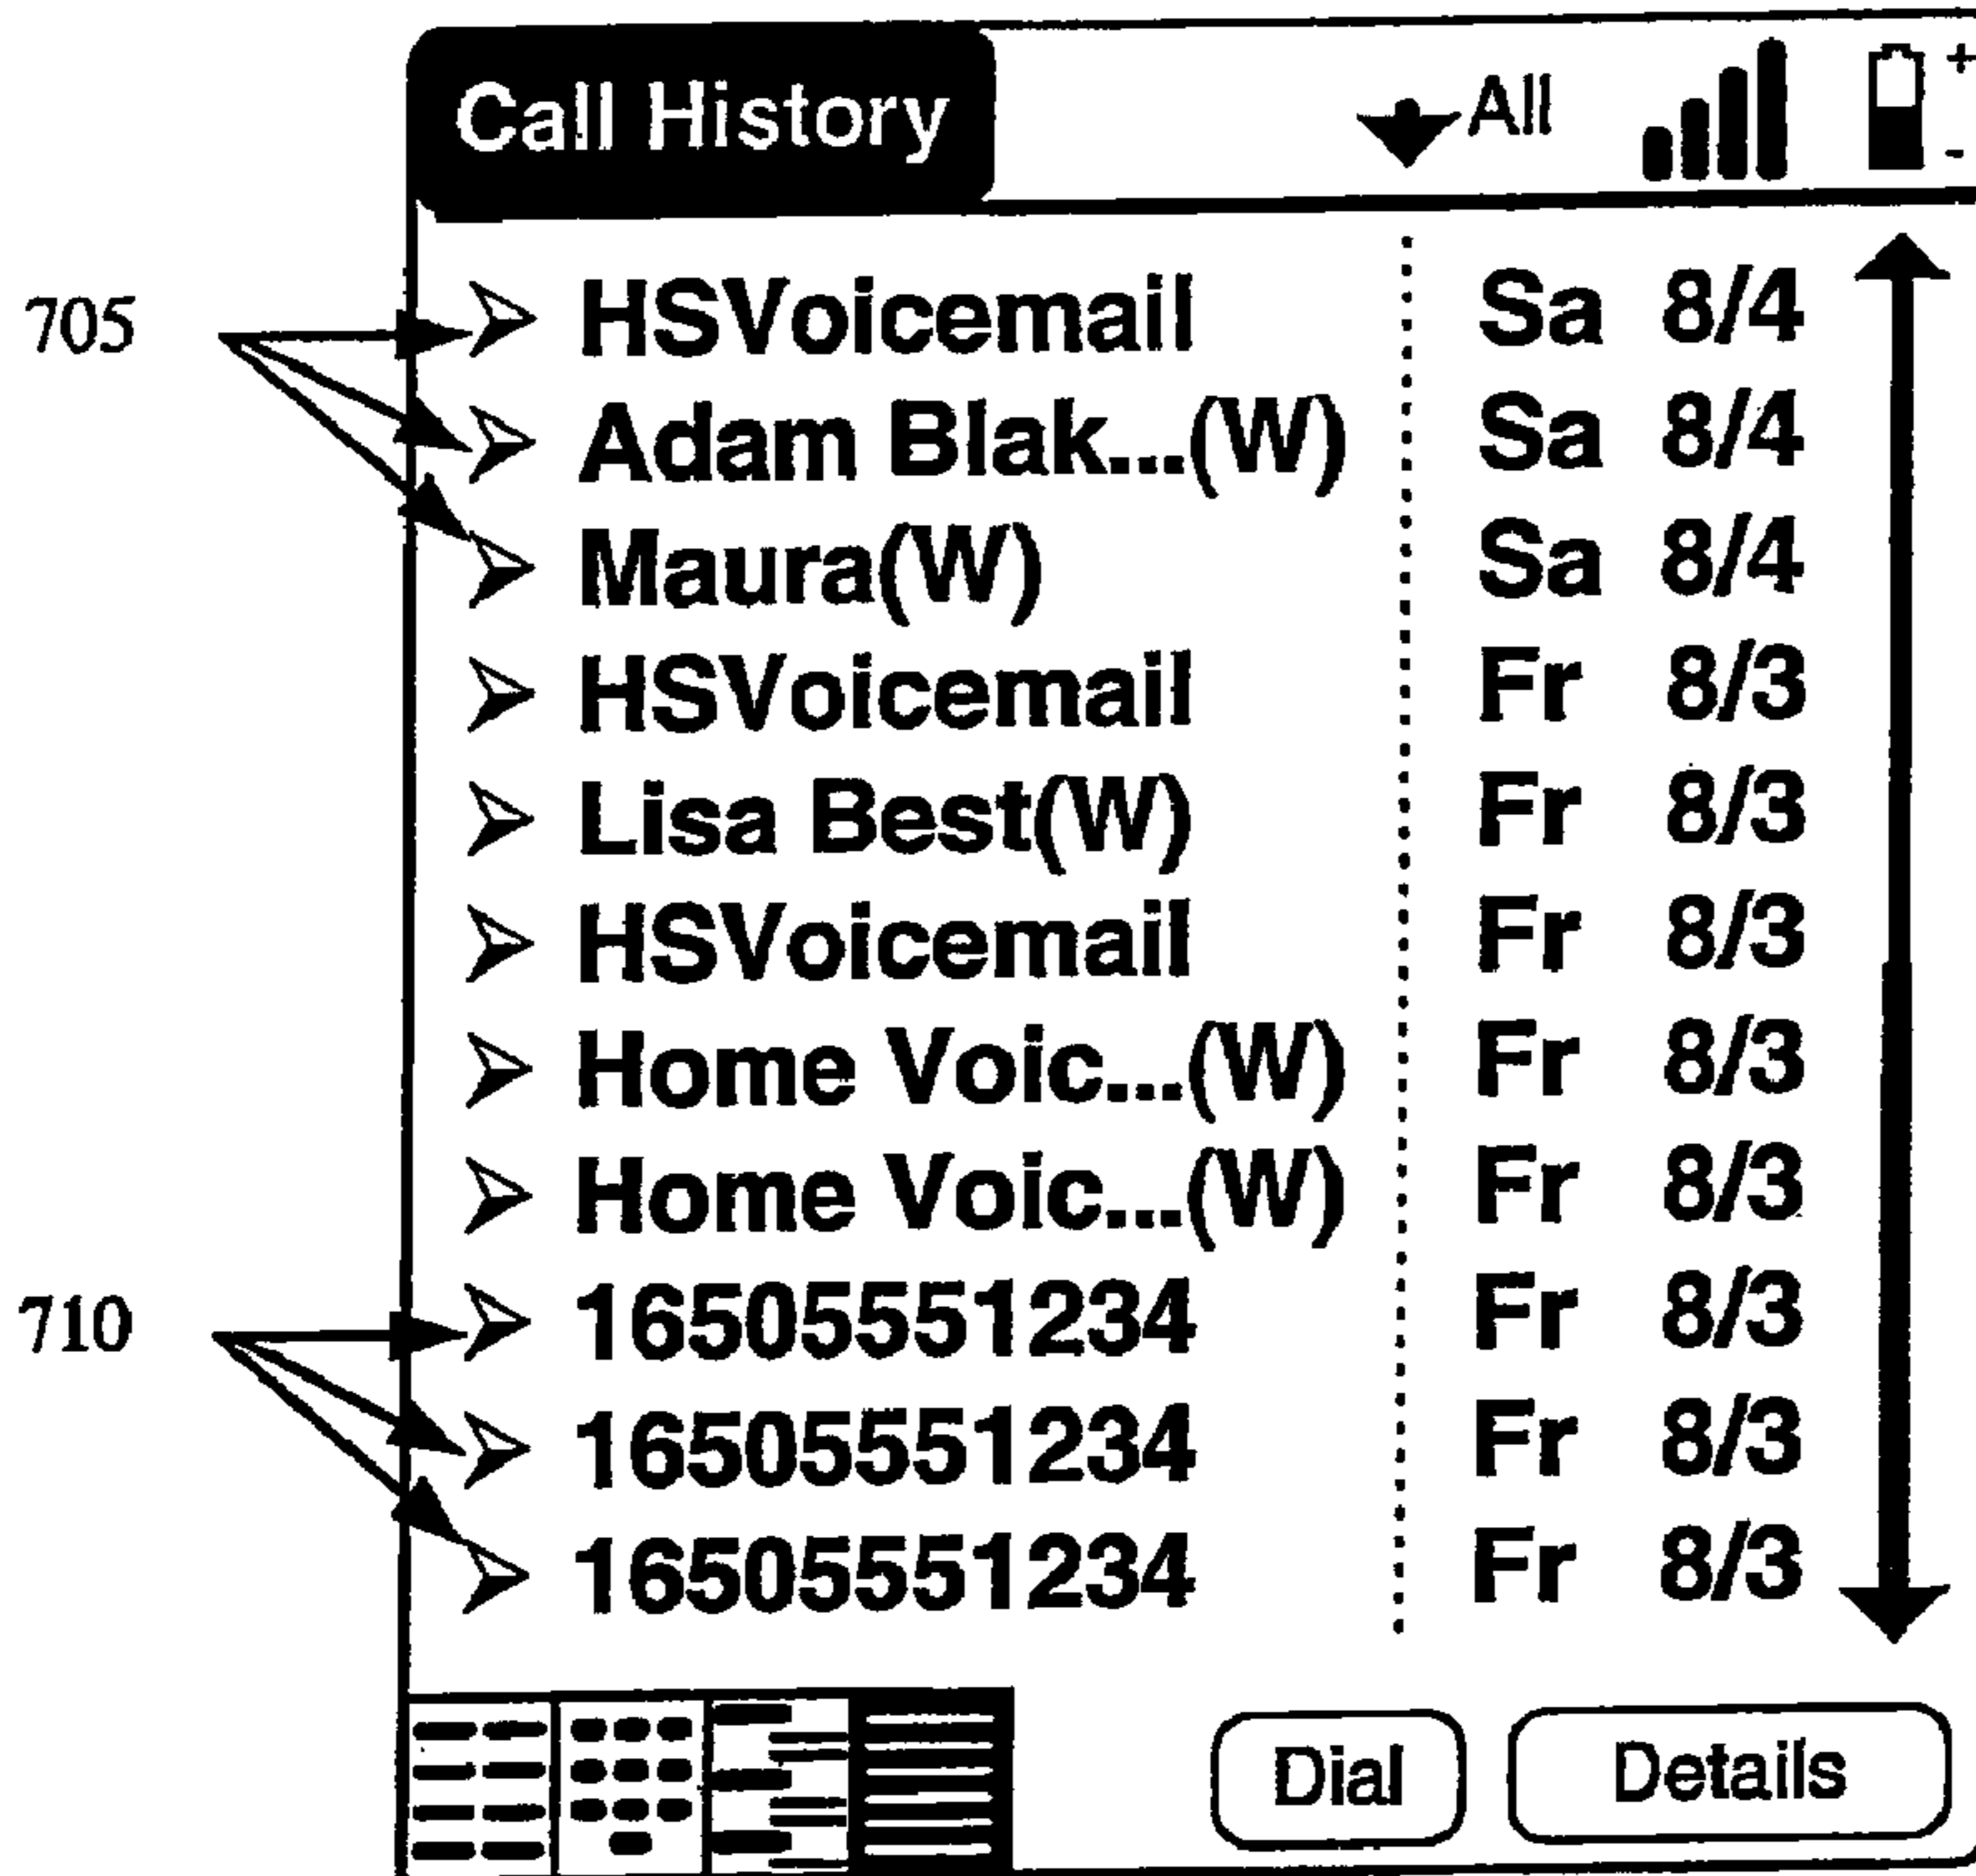 Call History All + -
705 HSVoicemail Sa 8/4
Adam Blak...(W) Sa 8/4
Maura(W) Sa 8/4
HSVoicemail Fr 8/3
Lisa Best(W) Fr 8/3
HSVoicemail Fr 8/3
Home Voic...(W) Fr 8/3
Home Voic...(W) Fr 8/3
710 16505551234 Fr 8/3
16505551234 Fr 8/3
16505551234 Fr 8/3
Dial Details